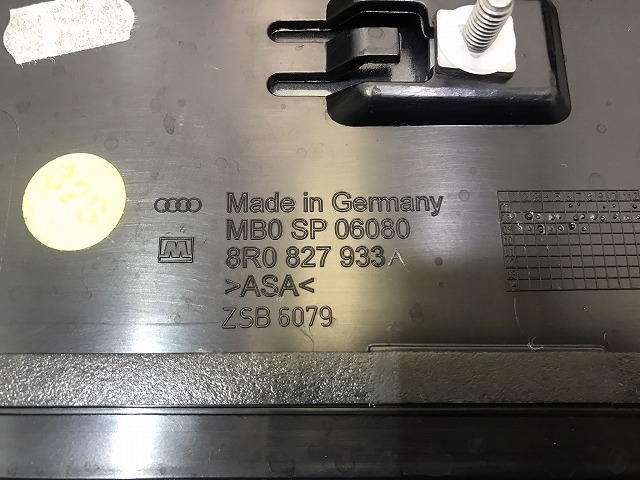 Made in Germany
MB0 SP 06080
8R0 827 933 A
>ASA<
ZSB 6079